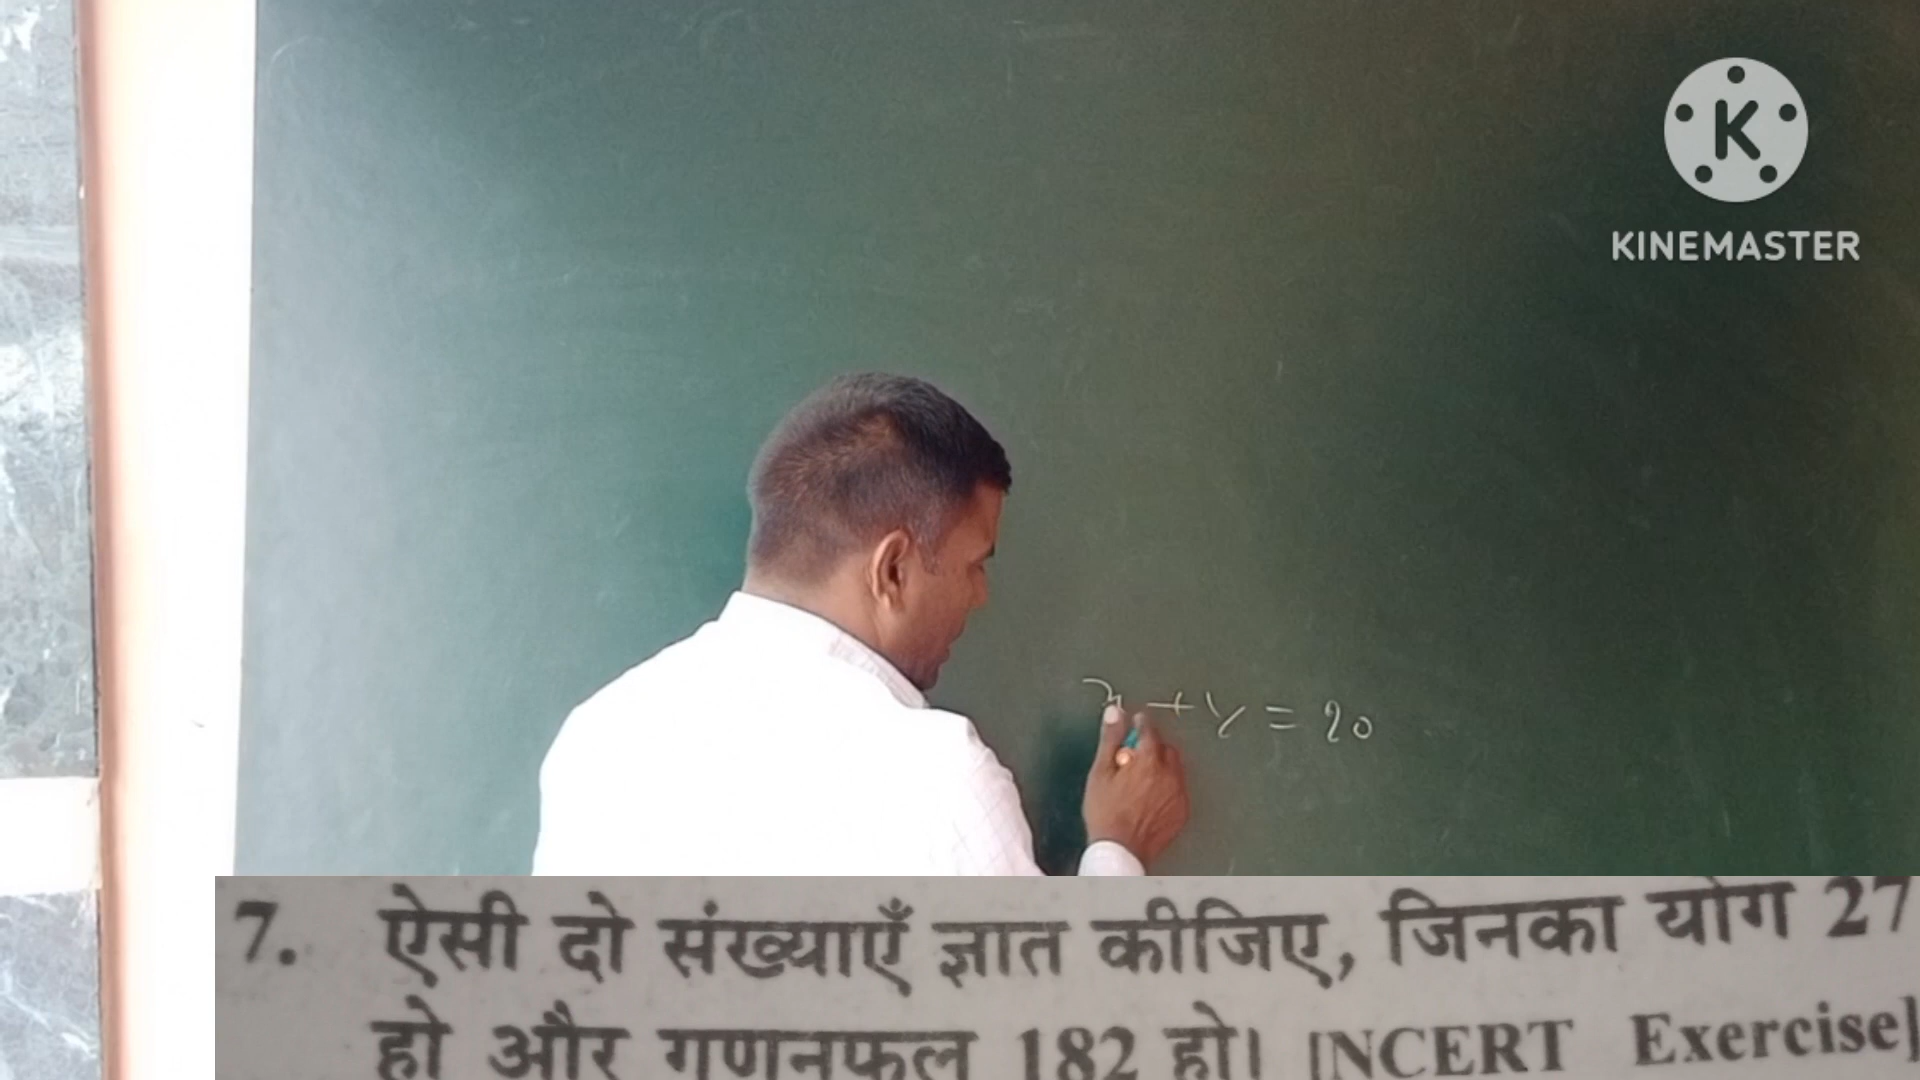 K
KINEMASTER
x + y = 20
7. ऐसी दो संख्याएँ ज्ञात कीजिए, जिनका योग 27
हो और गुणनफल 182 हो। [NCERT Exercise]